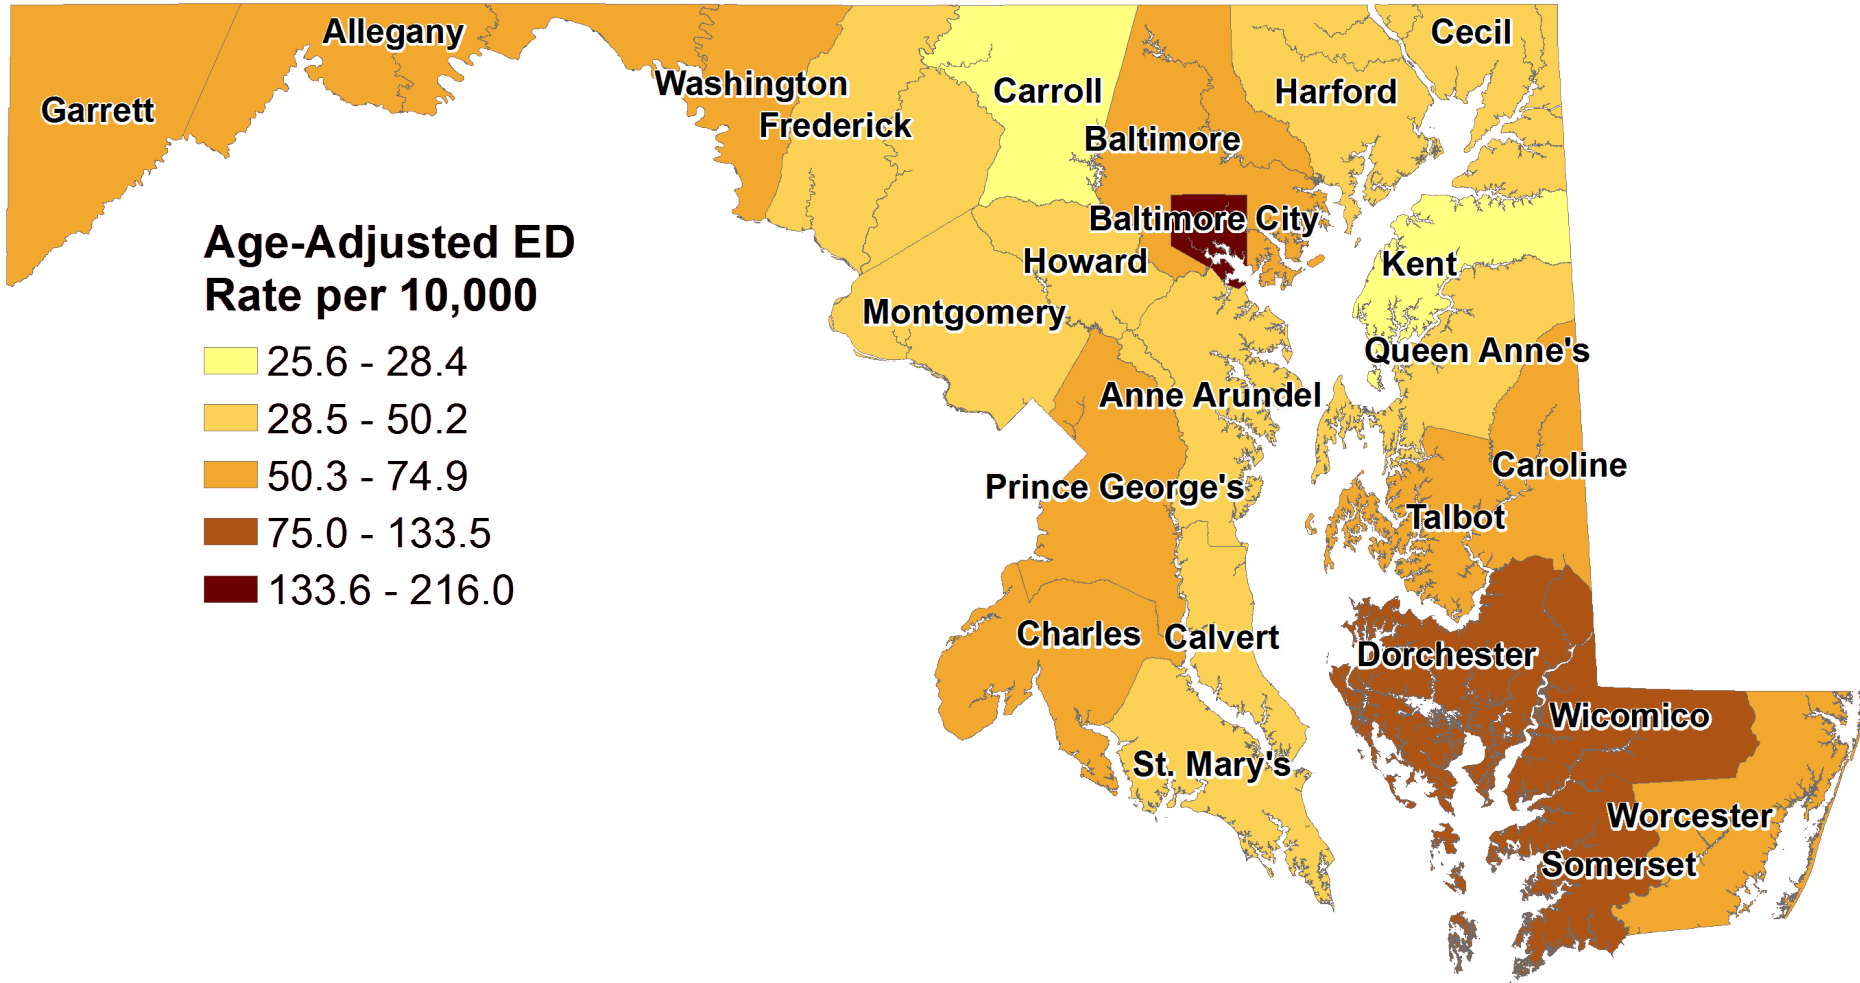 Cecil
Allegany
Washington
Carroll
Harford
Garrett
Frederick
Baltimore
Baltimore City
Age-Adjusted ED
Rate per 10,000
Howard
Kent
Montgomery
Queen Anne's
25.6 - 28.4
Anne Arundel
28.5 - 50.2
Caroline
50.3 - 74.9
Prince George's
Talbot
75.0 - 133.5
133.6 - 216.0
Charles
Calvert
Dorchester
Wicomico
St. Mary's
Worcester
Somerset